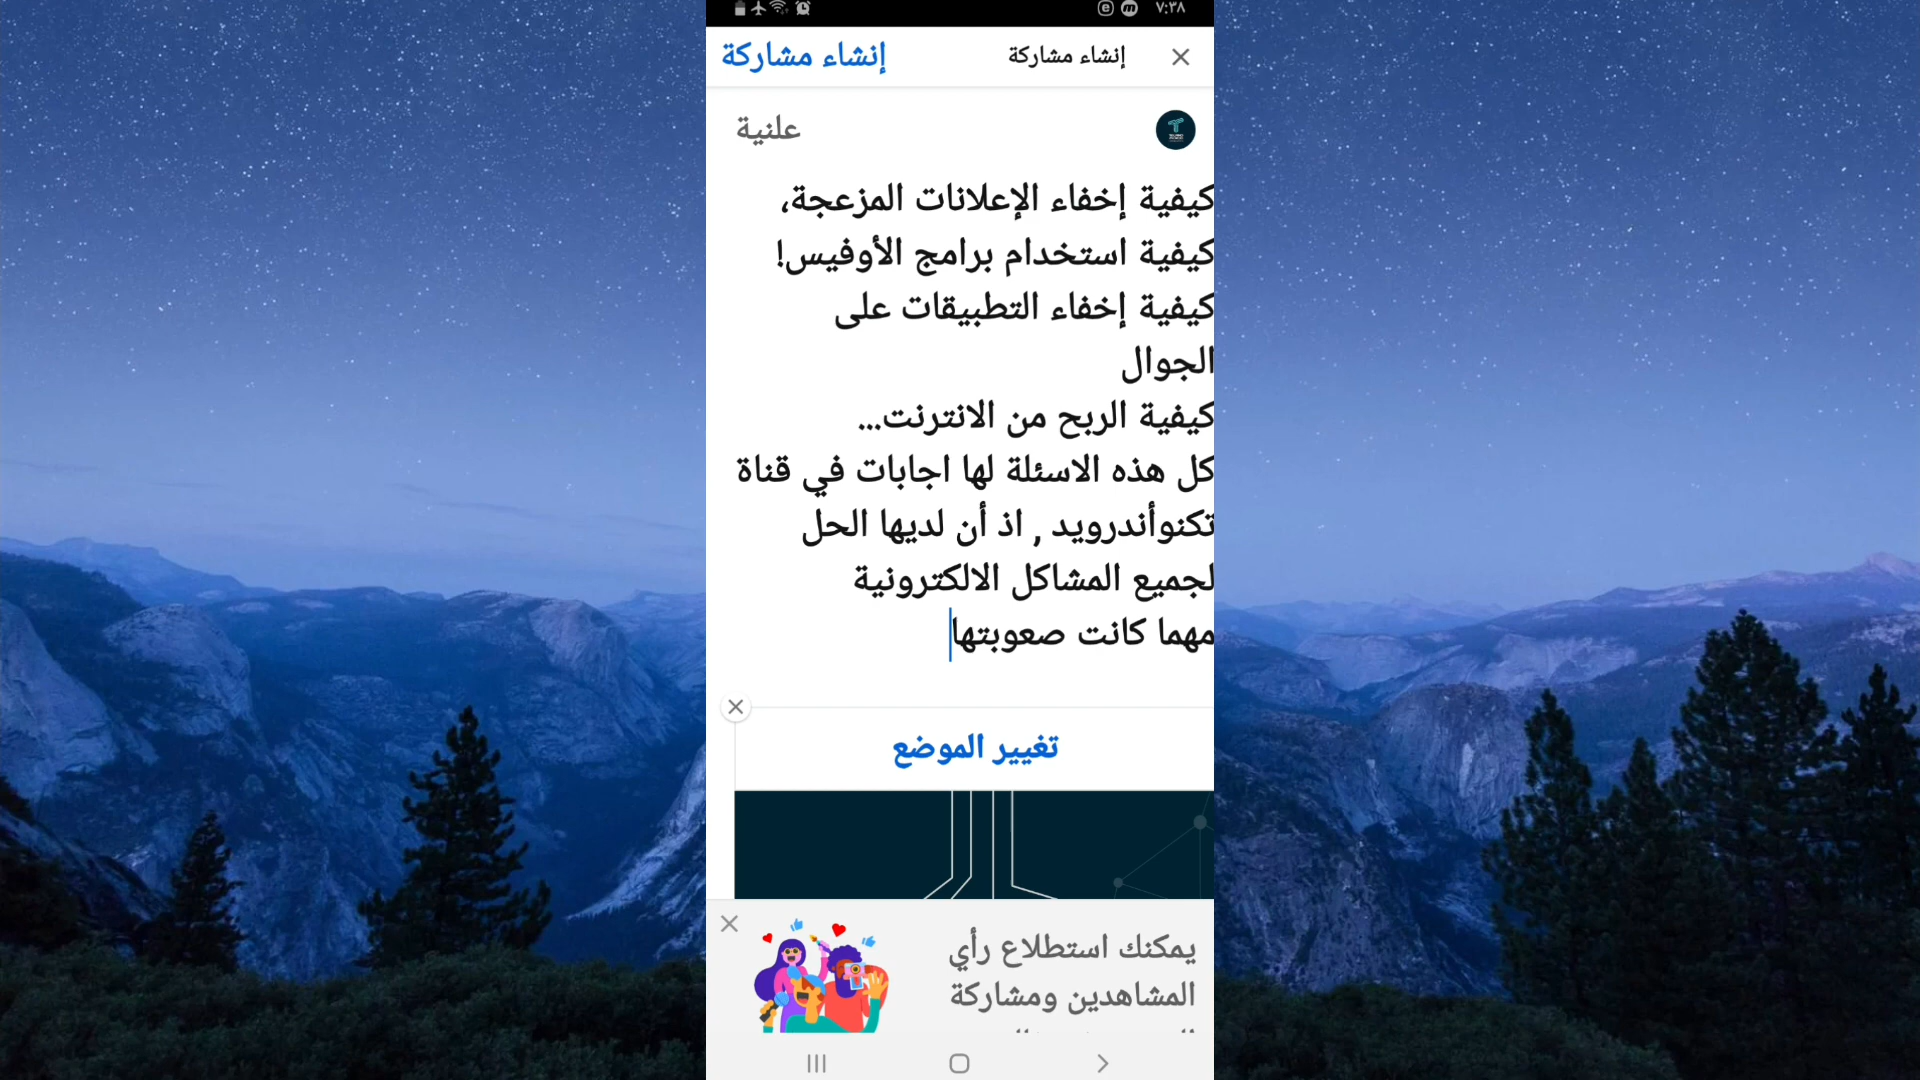 ٧:٣٨
إنشاء مشاركة
إنشاء مشاركة
علنية
كيفية إخفاء الإعلانات المزعجة،
كيفية استخدام برامج الأوفيس!
كيفية إخفاء التطبيقات على
الجوال
كيفية الربح من الانترنت...
كل هذه الاسئلة لها اجابات في قناة
تكنوأندرويد , اذ أن لديها الحل
لجميع المشاكل الالكترونية
مهما كانت صعوبتها
تغيير الموضع
يمكنك استطلاع رأي
المشاهدين ومشاركة